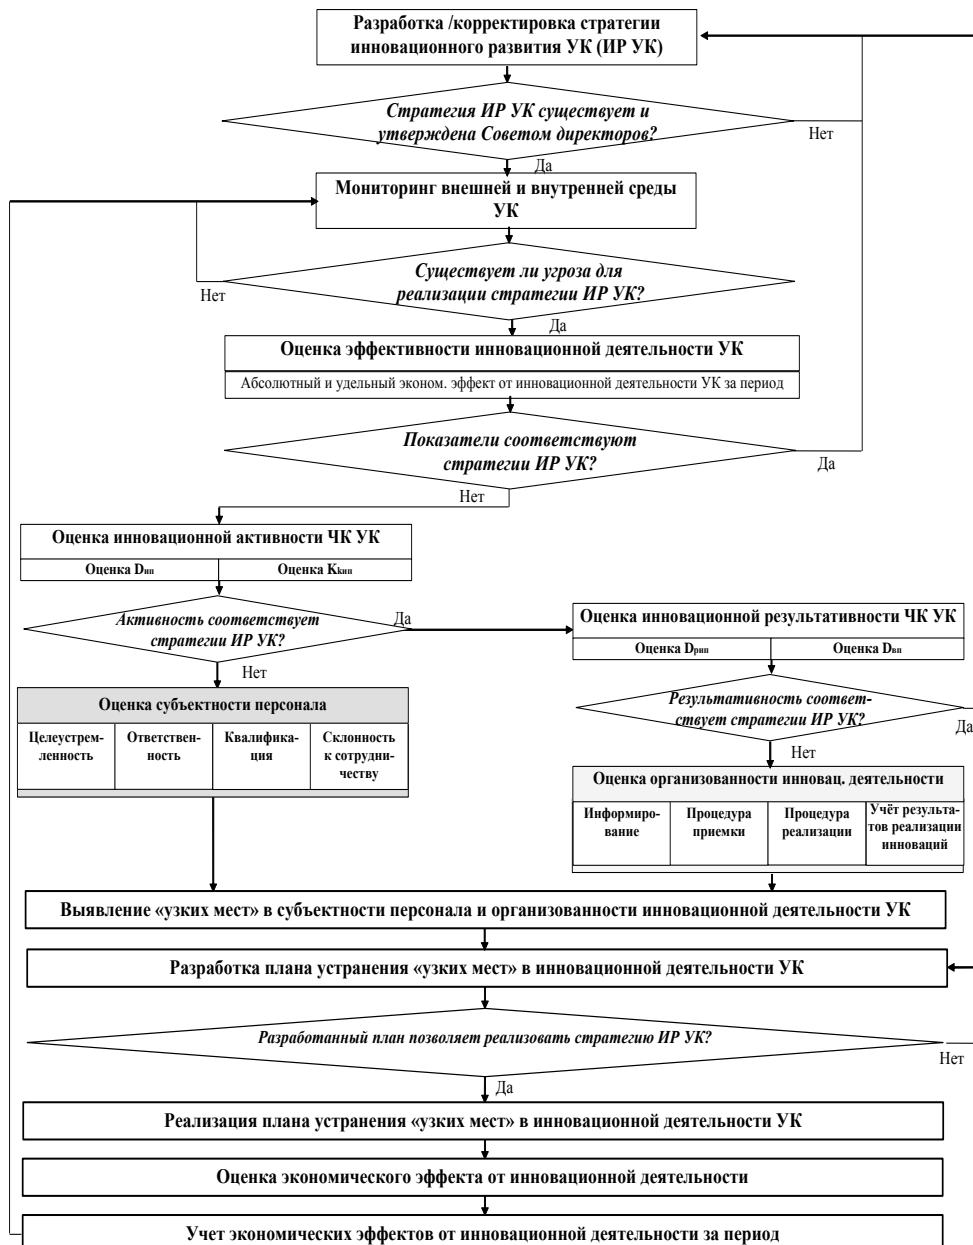 Разработка /корректировка стратегии
инновационного развития УК (ИР УК)
Стратегия ИР УК существует и
утверждена Советом директоров?
Нет
Да
Мониторинг внешней и внутренней среды
УК
Существует ли угроза для
реализации стратегии ИР УК?
Нет
Да
Оценка эффективности инновационной деятельности УК
Абсолютный и удельный эконом. эффект от инновационной деятельности УК за период
Показатели соответствуют
стратегии ИР УК?
Да
Нет
Оценка инновационной активности ЧК УК
Оценка Dип
Оценка Kкип
Активность соответствует
стратегии ИР УК?
Да
Нет
Оценка инновационной результативности ЧК УК
Оценка Dрип
Оценка Dвп
Результативность соответ-
ствует стратегии ИР УК?
Да
Нет
Оценка субъектности персонала
Целеустрем-
ленность
Ответствен-
ность
Квалифика-
ция
Склонность
к сотрудни-
честву
Оценка организованности инновац. деятельности
Информиро-
вание
Процедура
приемки
Процедура
реализации
Учёт результа-
тов реализации
инноваций
Выявление «узких мест» в субъектности персонала и организованности инновационной деятельности УК
Разработка плана устранения «узких мест» в инновационной деятельности УК
Разработанный план позволяет реализовать стратегию ИР УК?
Нет
Да
Реализация плана устранения «узких мест» в инновационной деятельности УК
Оценка экономического эффекта от инновационной деятельности
Учет экономических эффектов от инновационной деятельности за период